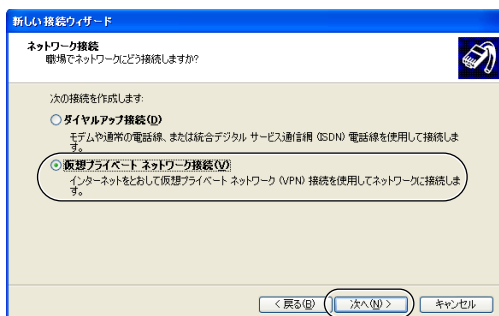 新しい接続ウィザード
ネットワーク接続
職場でネットワークにどう接続しますか?
次の接続を作成します:
ダイヤルアップ接続(D)
モデムや通常の電話線、または統合デジタル サービス通信網 (ISDN) 電話線を使用して接続しま
す。
仮想プライベート ネットワーク接続(V)
インターネットをとおして仮想プライベート ネットワーク (VPN) 接続を使用してネットワークに接続しま
す。
< 戻る(B) 次へ(N) > キャンセル